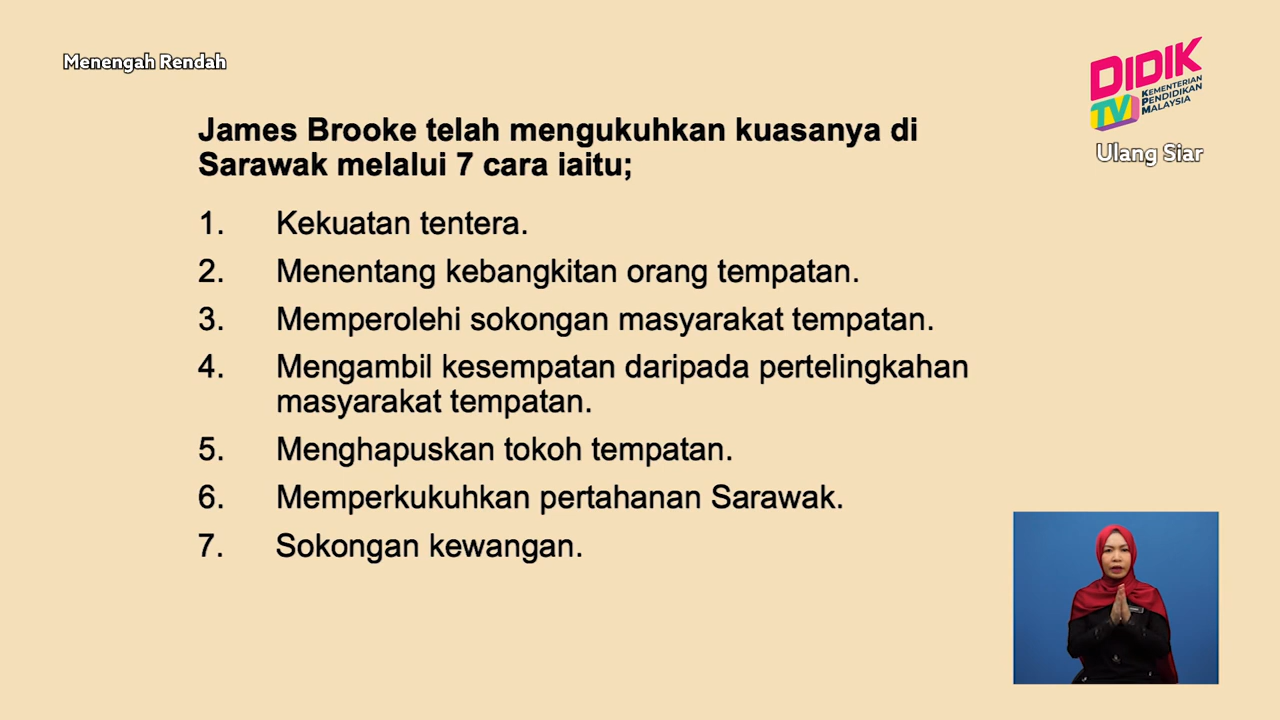 Menengah Rendah
DIDIK
TV
KEMENTERIAN
PENDIDIKAN
MALAYSIA
Ulang Siar
James Brooke telah mengukuhkan kuasanya di
Sarawak melalui 7 cara iaitu;
1. Kekuatan tentera.
2. Menentang kebangkitan orang tempatan.
3. Memperolehi sokongan masyarakat tempatan.
4. Mengambil kesempatan daripada pertelingkahan
masyarakat tempatan.
5. Menghapuskan tokoh tempatan.
6. Memperkukuhkan pertahanan Sarawak.
7. Sokongan kewangan.